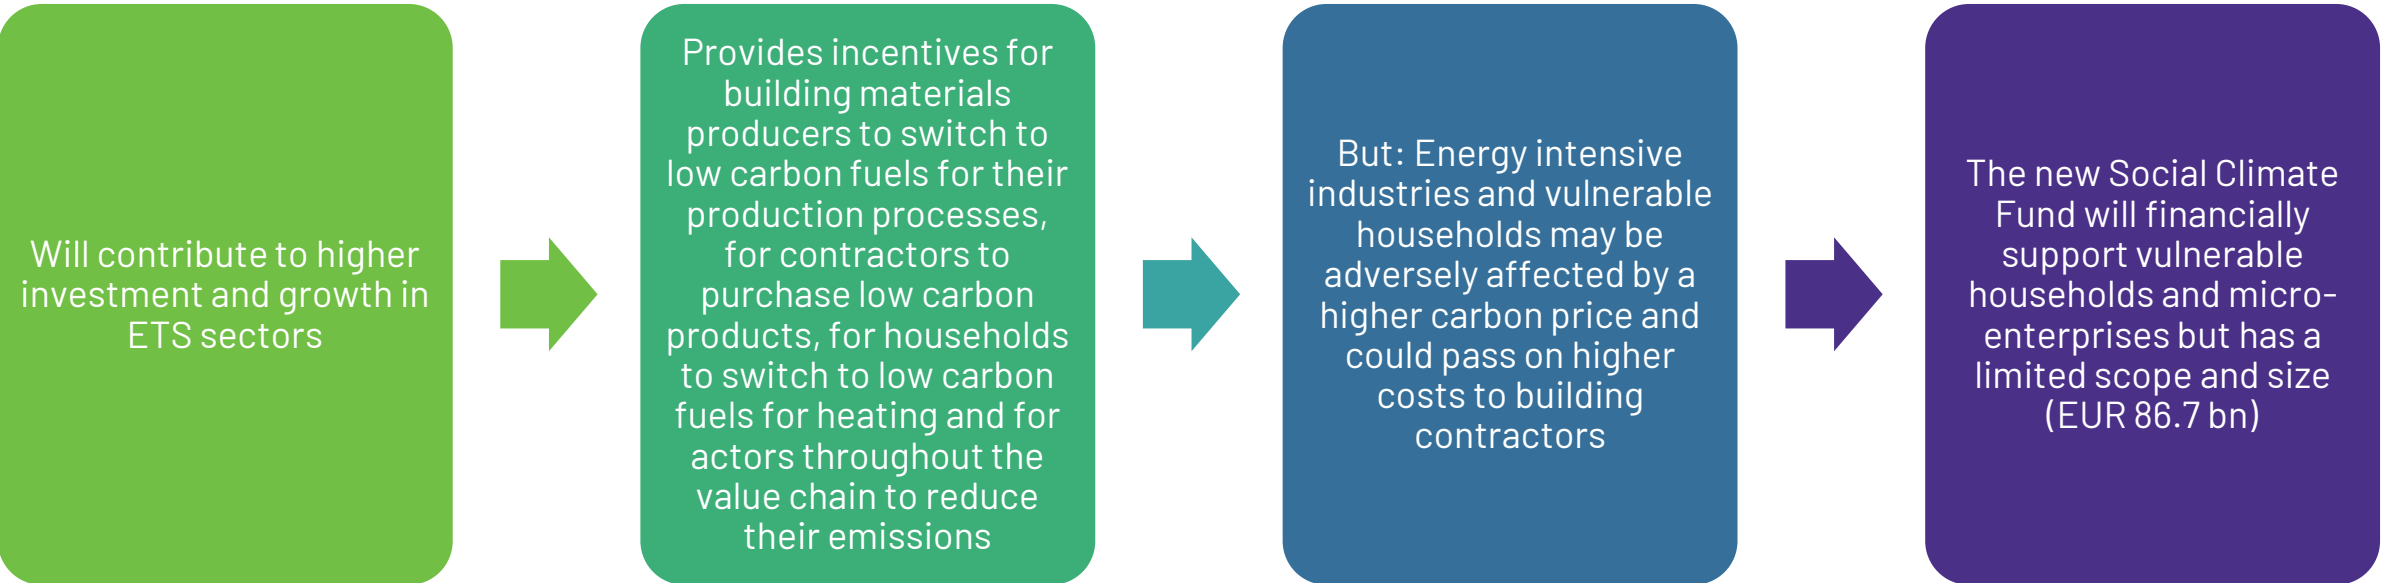 Will contribute to higher
investment and growth in
ETS sectors
Provides incentives for
building materials
producers to switch to
low carbon fuels for their
production processes,
for contractors to
purchase low carbon
products, for households
to switch to low carbon
fuels for heating and for
actors throughout the
value chain to reduce
their emissions
But: Energy intensive
industries and vulnerable
households may be
adversely affected by a
higher carbon price and
could pass on higher
costs to building
contractors
The new Social Climate
Fund will financially
support vulnerable
households and micro-
enterprises but has a
limited scope and size
(EUR 86.7 bn)